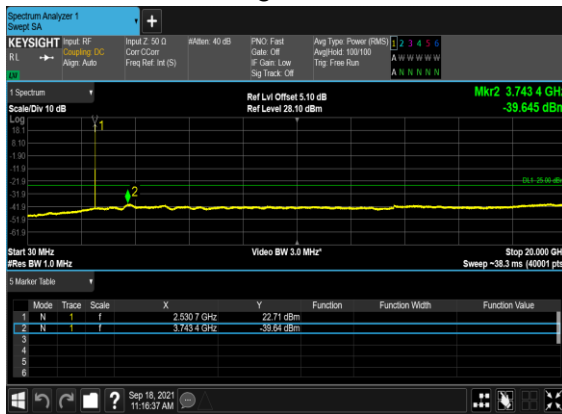 Spectrum Analyzer 1
Swept SA
KEYSIGHT
RL
Input: RF
Coupling: DC
Align: Auto
Input Z: 50 Ω
Corr CCorr
Freq Ref: Int (S)
#Atten: 40 dB
PNO: Fast
Gate: Off
IF Gain: Low
Sig Track: Off
Avg Type: Power (RMS)
Avg|Hold: 100/100
Trig: Free Run
1 2 3 4 5 6
A W W W W W
A N N N N N
1 Spectrum
Scale/Div 10 dB
Ref Lvl Offset 5.10 dB
Ref Level 28.10 dBm
Mkr2 3.743 4 GHz
-39.645 dBm
Log
18.1
8.10
-1.90
-11.9
-21.9
-31.9
-41.9
-51.9
-61.9
1
2
DL1 -25.00 dBm
Start 30 MHz
#Res BW 1.0 MHz
Video BW 3.0 MHz*
Stop 20.000 GHz
Sweep ~38.3 ms (40001 pts)
5 Marker Table
Mode Trace Scale X Y Function Function Width Function Value
1 N 1 f 2.530 7 GHz 22.71 dBm
2 N 1 f 3.743 4 GHz -39.64 dBm
3
4
5
6
Sep 18, 2021
11:16:37 AM